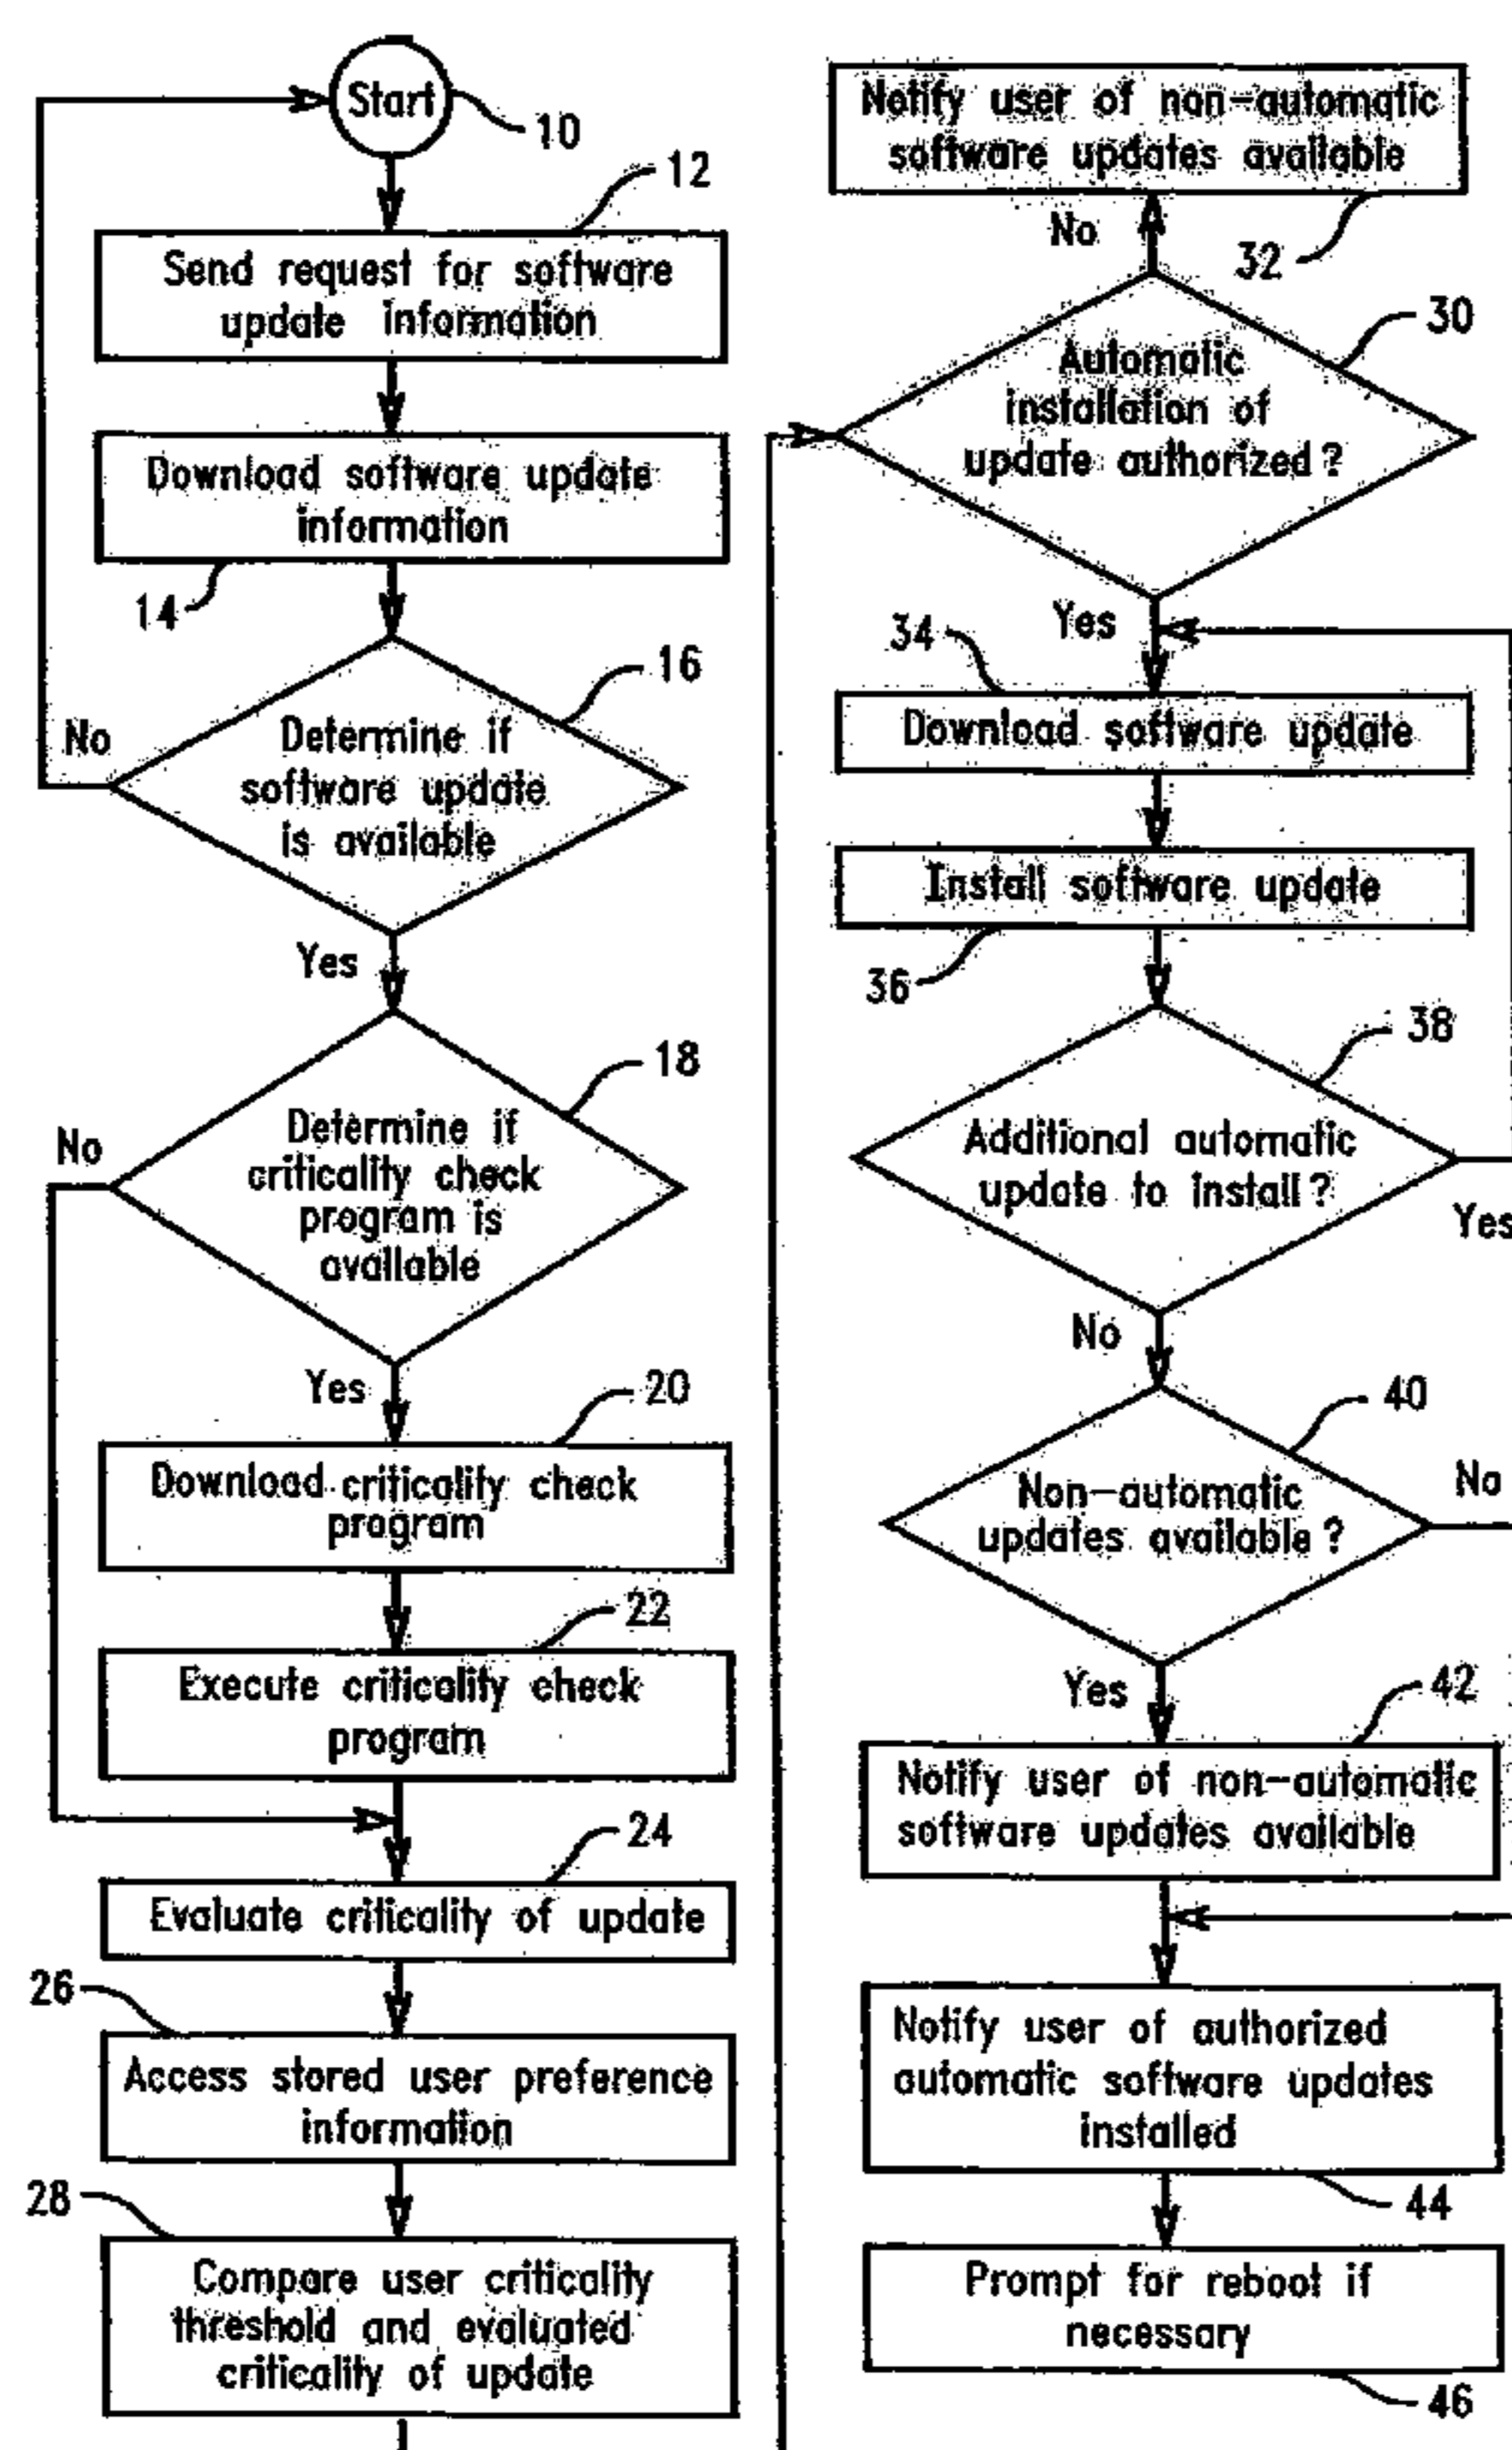 Start
10
12
Send request for software
update information
Download software update
information
14
16
No
Determine if
software update
is available
Yes
18
No
Determine if
criticality check
program is
available
Yes
20
Download criticality check
program
22
Execute criticality check
program
24
Evaluate criticality of update
26
Access stored user preference
information
28
Compare user criticality
threshold and evaluated
criticality of update
Notify user of non-automatic
software updates available
No
32
30
Automatic
installation of
update authorized?
Yes
34
Download software update
Install software update
36
38
Additional automatic
update to install?
Yes
No
40
Non-automatic
updates available?
No
Yes
42
Notify user of non-automatic
software updates available
Notify user of authorized
automatic software updates
installed
44
Prompt for reboot if
necessary
46